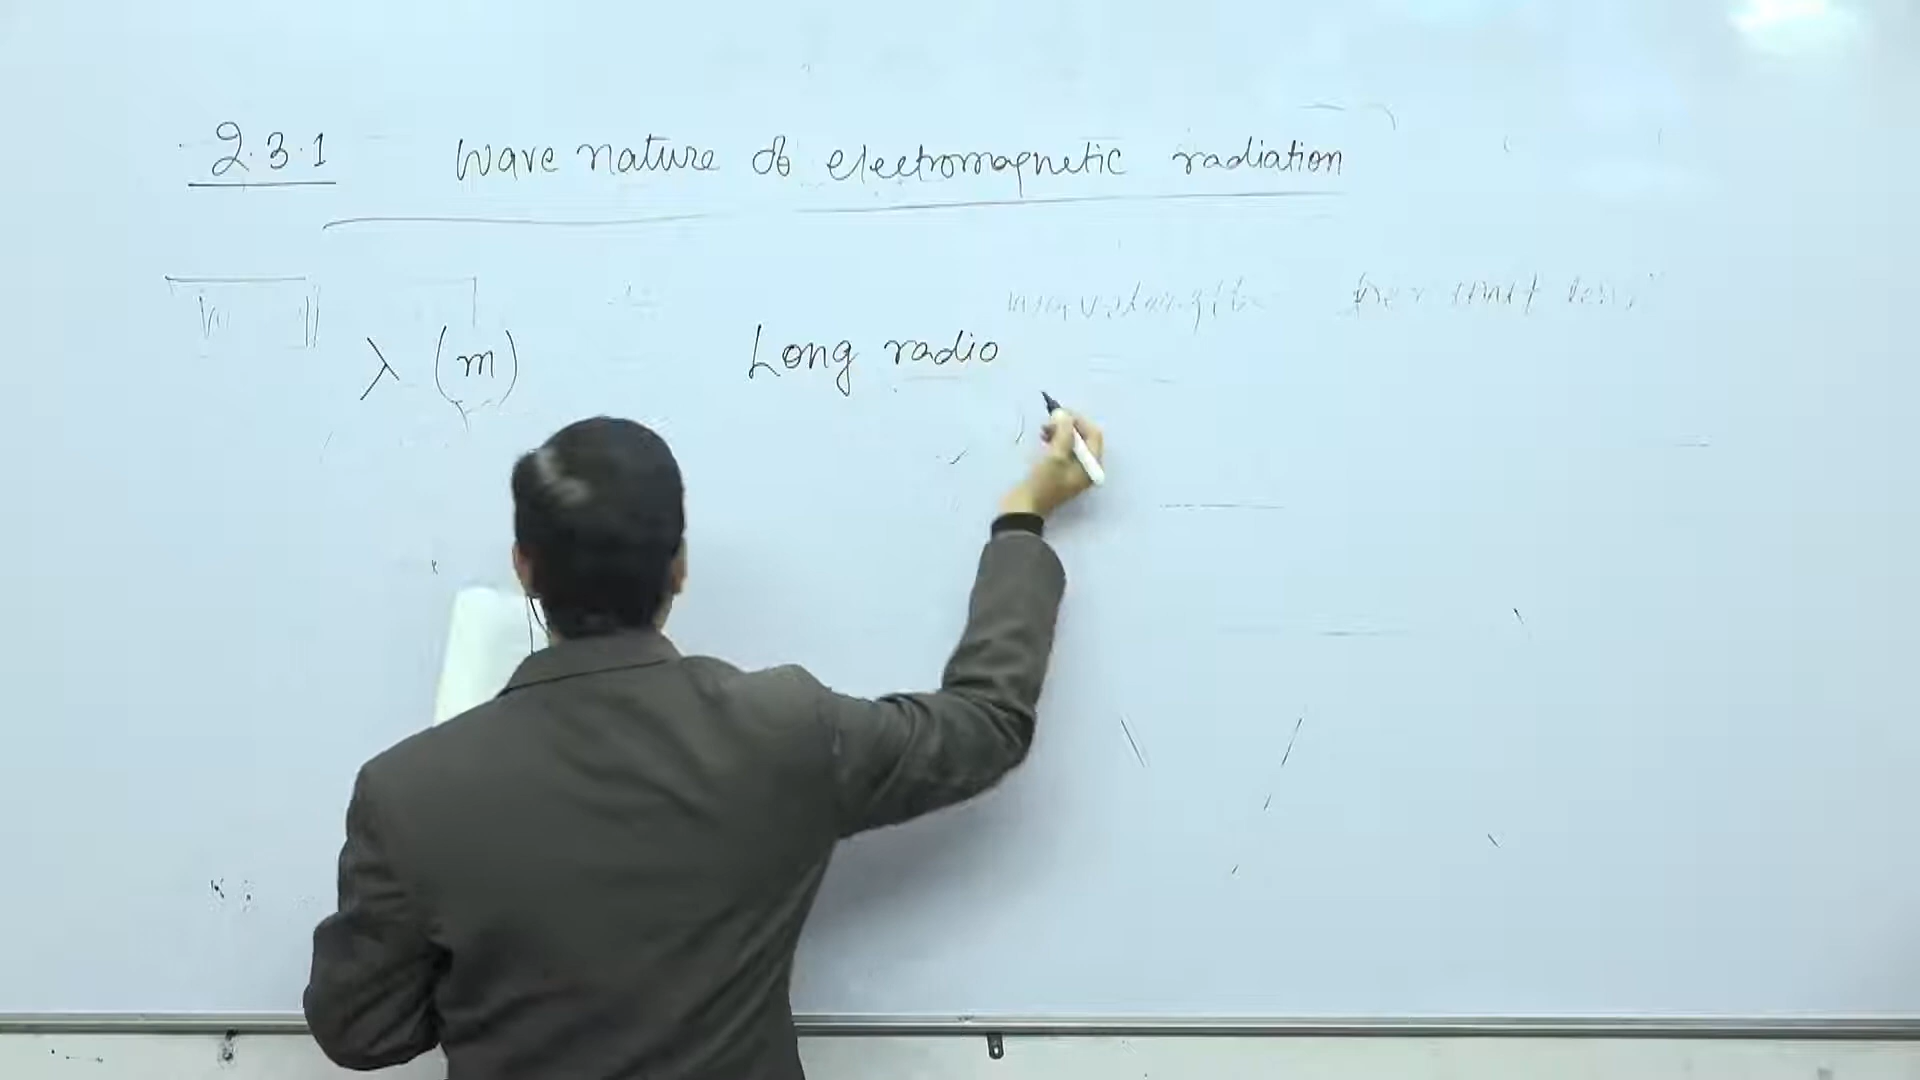 2.3.1 Wave nature of electromagnetic radiation
λ (m) Long radio